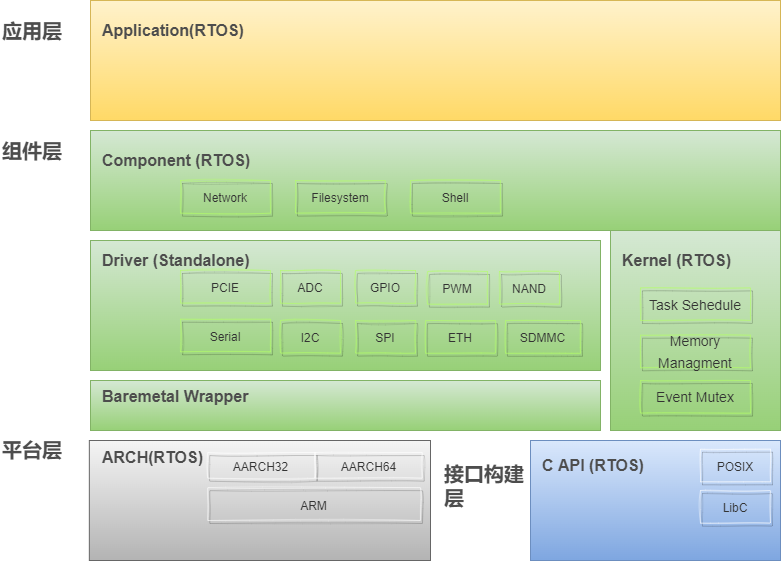 应用层
Application(RTOS)
组件层
Component (RTOS)
Network
Filesystem
Shell
Driver (Standalone)
PCIE
ADC
GPIO
PWM
NAND
Serial
I2C
SPI
ETH
SDMMC
Kernel (RTOS)
Task Sehedule
Memory
Managment
Event Mutex
Baremetal Wrapper
平台层
ARCH(RTOS)
AARCH32
AARCH64
ARM
接口构建
层
C API (RTOS)
POSIX
LibC